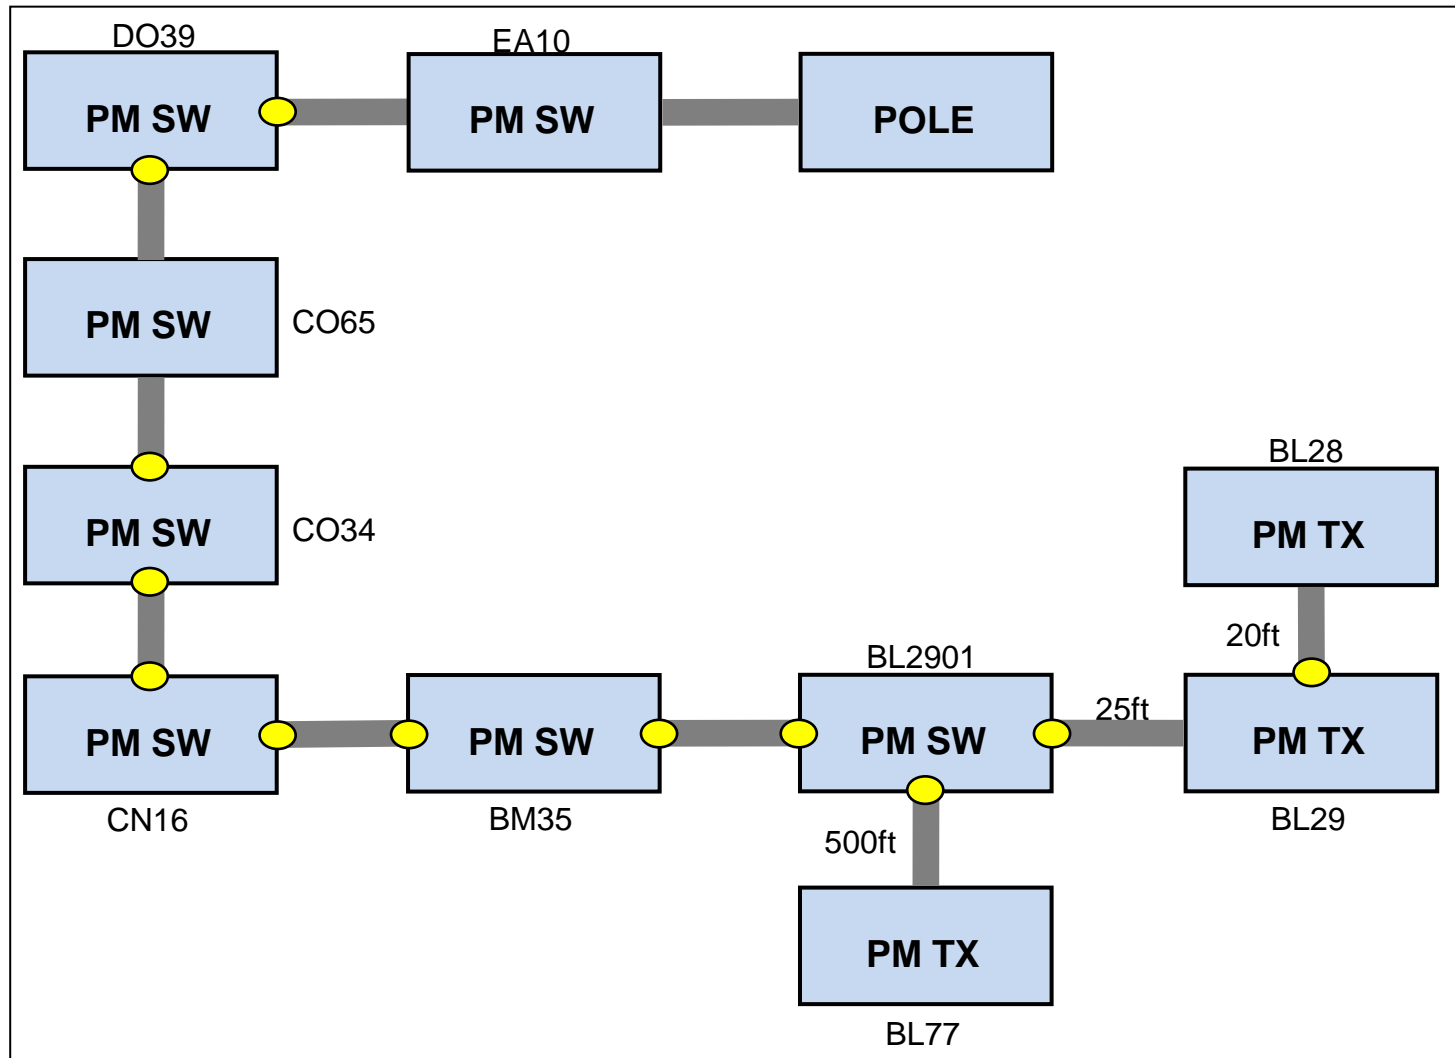 DO39
EA10
PM SW
PM SW
POLE
PM SW
CO65
PM SW
CO34
BL28
PM TX
20ft
BL2901
25ft
PM SW
PM SW
PM SW
PM TX
CN16
BM35
BL29
500ft
PM TX
BL77